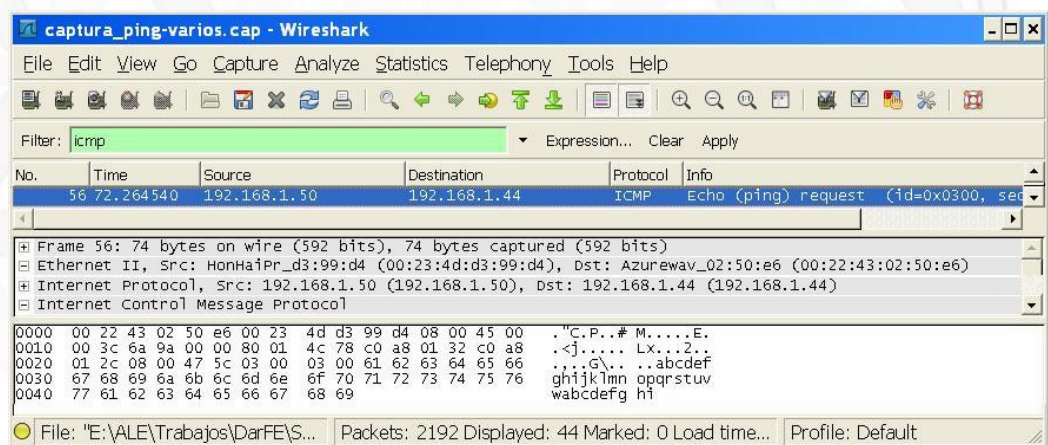 captura_ping-varios.cap - Wireshark
File Edit View Go Capture Analyze Statistics Telephony Tools Help
Filter: icmp Expression... Clear Apply
No. Time Source Destination Protocol Info
56 72.264540 192.168.1.50 192.168.1.44 ICMP Echo (ping) request (id=0x0300, seq
Frame 56: 74 bytes on wire (592 bits), 74 bytes captured (592 bits)
Ethernet II, Src: HonHaiPr_d3:99:d4 (00:23:4d:d3:99:d4), Dst: Azurewav_02:50:e6 (00:22:43:02:50:e6)
Internet Protocol, Src: 192.168.1.50 (192.168.1.50), Dst: 192.168.1.44 (192.168.1.44)
Internet Control Message Protocol
0000 00 22 43 02 50 e6 00 23 4d d3 99 d4 08 00 45 00 ."C.P..# M.....E.
0010 00 3c 6a 9a 00 00 80 01 4c 78 c0 a8 01 32 c0 a8 .<j..... Lx...2..
0020 01 2c 08 00 47 5c 03 00 03 00 61 62 63 64 65 66 .,..G\.. ..abcdef
0030 67 68 69 6a 6b 6c 6d 6e 6f 70 71 72 73 74 75 76 ghijklmn opqrstuv
0040 77 61 62 63 64 65 66 67 68 69 wabcdefg hi
File: "E:\ALE\Trabajos\DarFE\S... Packets: 2192 Displayed: 44 Marked: 0 Load time... Profile: Default